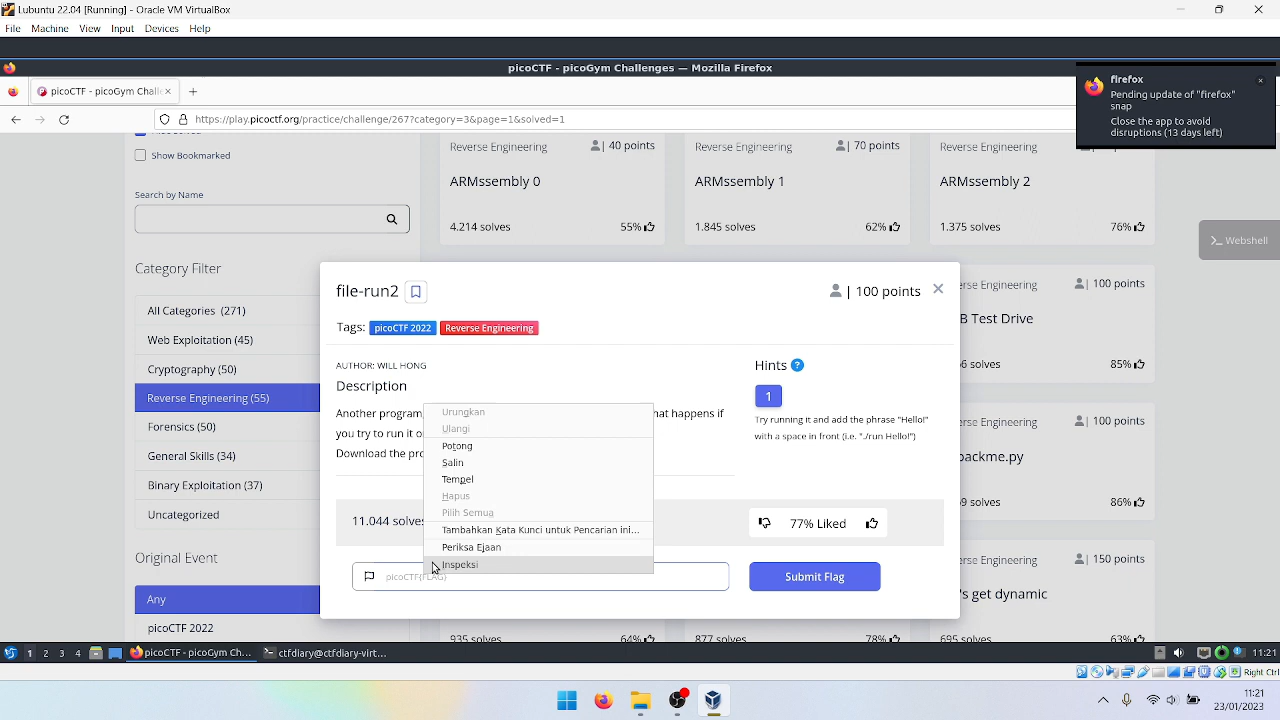 Lubuntu 22.04 [Running] - Oracle VM VirtualBox
File Machine View Input Devices Help
picoCTF - picoGym Challenges — Mozilla Firefox
picoCTF - picoGym Challe
https://play.picoctf.org/practice/challenge/267?category=3&page=1&solved=1
firefox
Pending update of "firefox"
snap
Close the app to avoid
disruptions (13 days left)
Show Bookmarked
Search by Name
Category Filter
All Categories (271)
Web Exploitation (45)
Cryptography (50)
Reverse Engineering (55)
Forensics (50)
General Skills (34)
Binary Exploitation (37)
Uncategorized
Original Event
Any
picoCTF 2022
Reverse Engineering | 40 points
ARMssembly 0
4.214 solves 55%
Reverse Engineering | 70 points
ARMssembly 1
1.845 solves 62%
Reverse Engineering
ARMssembly 2
1.375 solves 76%
>_ Webshell
erse Engineering | 100 points
B Test Drive
6 solves 85%
erse Engineering | 100 points
packme.py
9 solves 86%
erse Engineering | 150 points
's get dynamic
935 solves 64%
877 solves 78%
695 solves 63%
file-run2
| 100 points
Tags: picoCTF 2022 Reverse Engineering
AUTHOR: WILL HONG
Description
Another program hat happens if
you try to run it o
Download the pro
Hints ?
1
Try running it and add the phrase "Hello!"
with a space in front (i.e. "./run Hello!")
11.044 solves
77% Liked
picoCTF{FLAG}
Submit Flag
Urungkan
Ulangi
Potong
Salin
Tempel
Hapus
Pilih Semua
Tambahkan Kata Kunci untuk Pencarian ini...
Periksa Ejaan
Inspeksi
1 2 3 4 picoCTF - picoGym Ch... ctfdiary@ctfdiary-virt... 11:21
Right Ctrl
11:21
23/01/2023